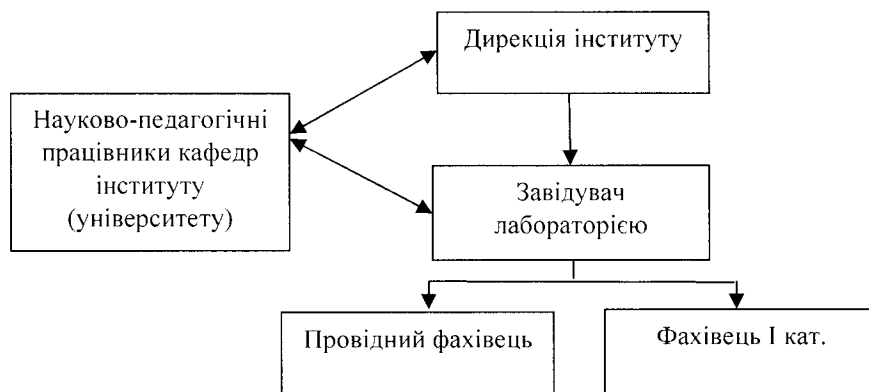 Дирекція інституту
Науково-педагогічні
працівники кафедр
інституту
(університету)
Завідувач
лабораторією
Провідний фахівець
Фахівець І кат.